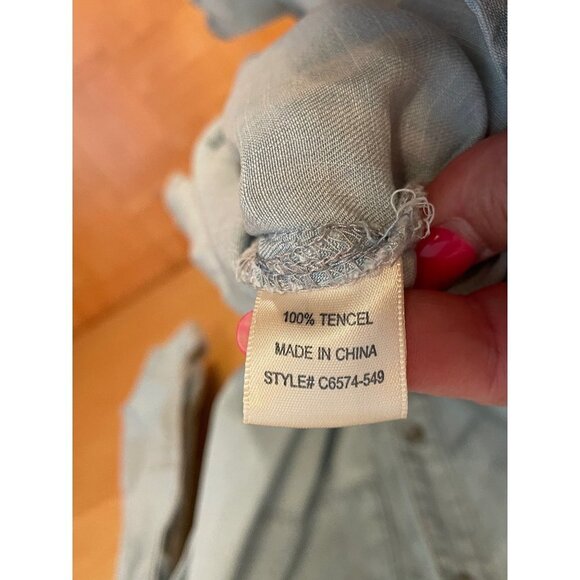 100% TENCEL
MADE IN CHINA
STYLE# C6574-549